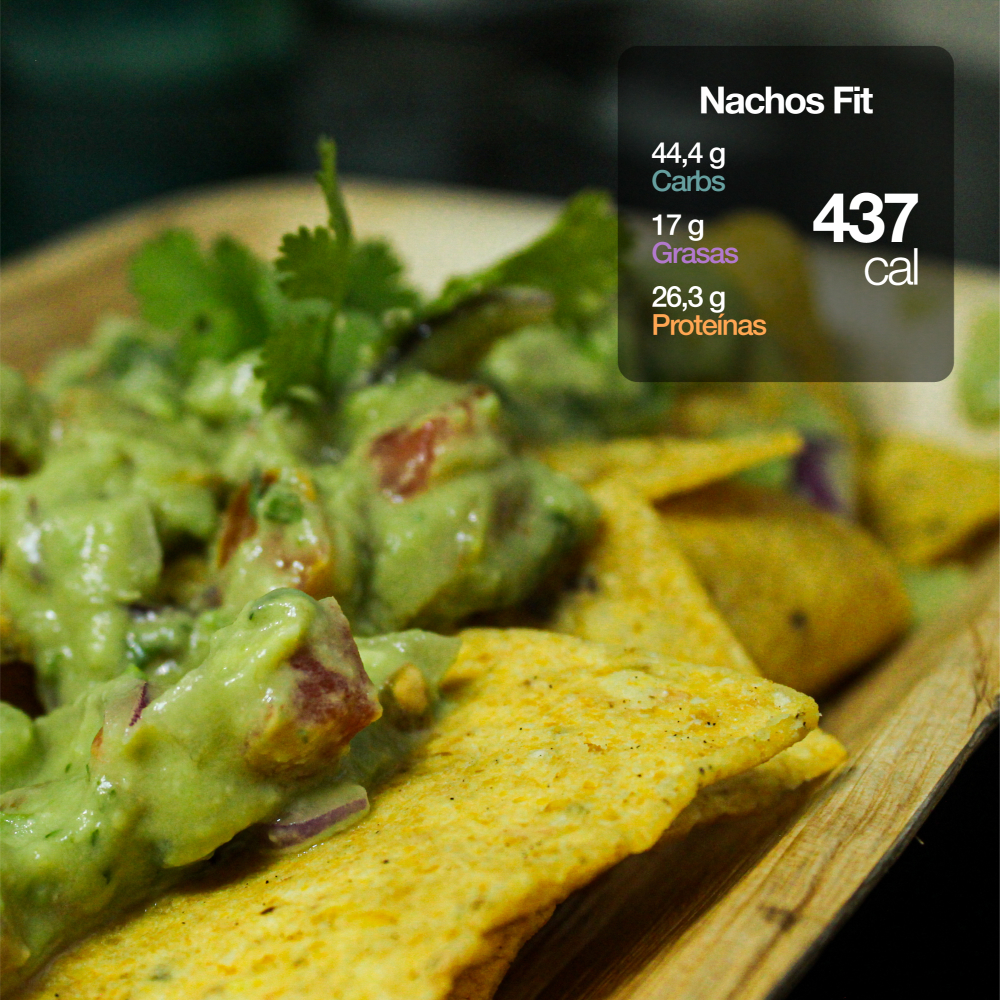 Nachos Fit
44,4 g
Carbs
17 g
Grasas
26,3 g
Proteínas
437
cal